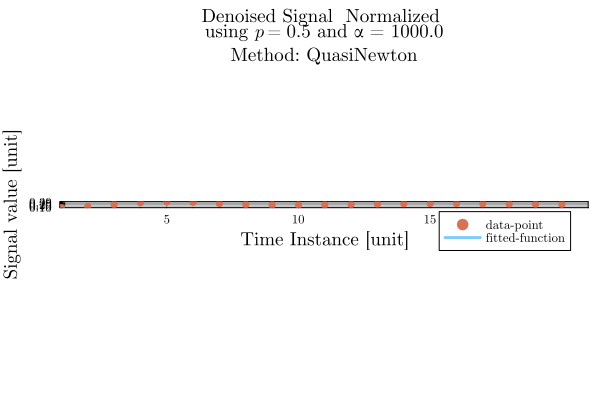 Denoised Signal Normalized
using p = 0.5 and α = 1000.0
Method: QuasiNewton
Signal value [unit]
5
10
15
Time Instance [unit]
data-point
fitted-function